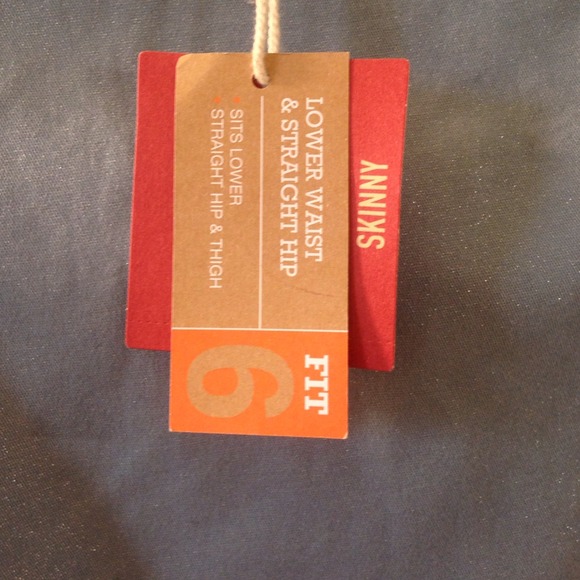 LOWER WAIST
& STRAIGHT HIP
SITS LOWER
STRAIGHT HIP & THIGH
FIT
6
SKINNY